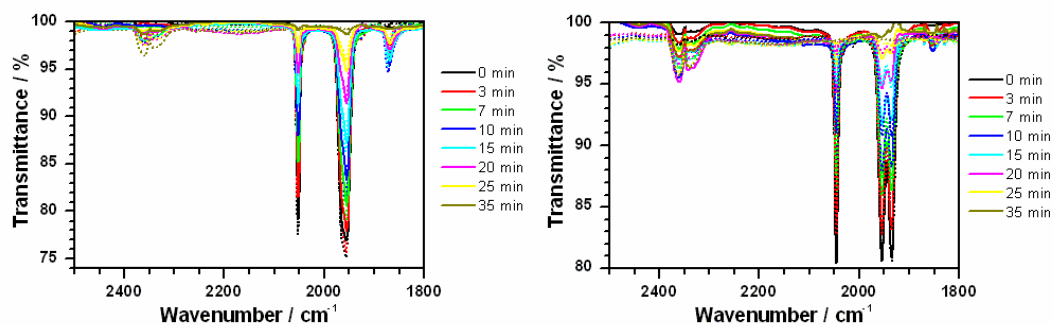 100
95
90
85
80
75
Transmittance / %
2400
2200
2000
1800
Wavenumber / cm⁻¹
0 min
3 min
7 min
10 min
15 min
20 min
25 min
35 min
100
95
90
85
80
Transmittance / %
2400
2200
2000
1800
Wavenumber / cm⁻¹
0 min
3 min
7 min
10 min
15 min
20 min
25 min
35 min